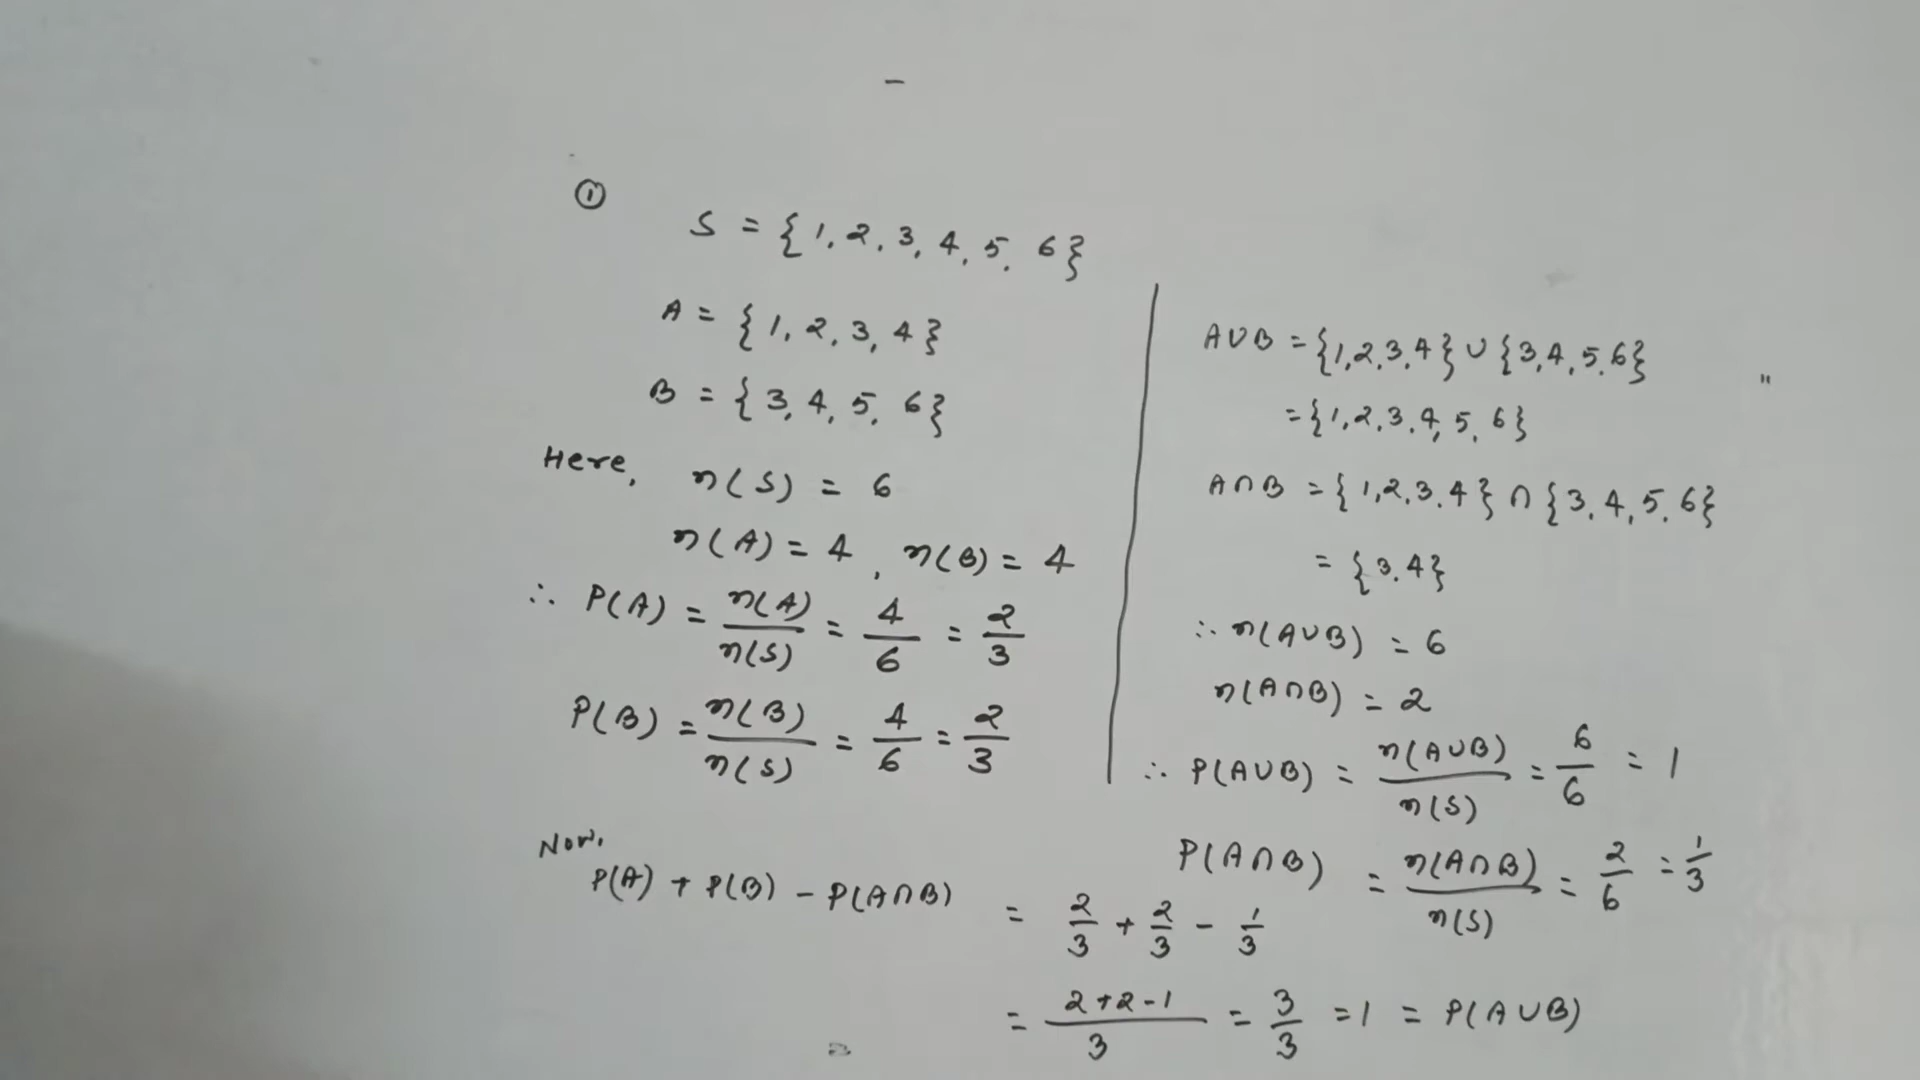 ①
S = {1, 2, 3, 4, 5, 6}
A = {1, 2, 3, 4}
B = {3, 4, 5, 6}
Here, n(S) = 6
n(A) = 4, n(B) = 4
∴ P(A) = n(A)/n(S) = 4/6 = 2/3
P(B) = n(B)/n(S) = 4/6 = 2/3
A∪B = {1,2,3,4} ∪ {3,4,5,6}
= {1,2,3,4,5,6}
A∩B = {1,2,3,4} ∩ {3,4,5,6}
= {3,4}
∴ n(A∪B) = 6
n(A∩B) = 2
∴ P(A∪B) = n(A∪B)/n(S) = 6/6 = 1
P(A∩B) = n(A∩B)/n(S) = 2/6 = 1/3
Now,
P(A) + P(B) - P(A∩B) = 2/3 + 2/3 - 1/3
= (2+2-1)/3 = 3/3 = 1 = P(A∪B)